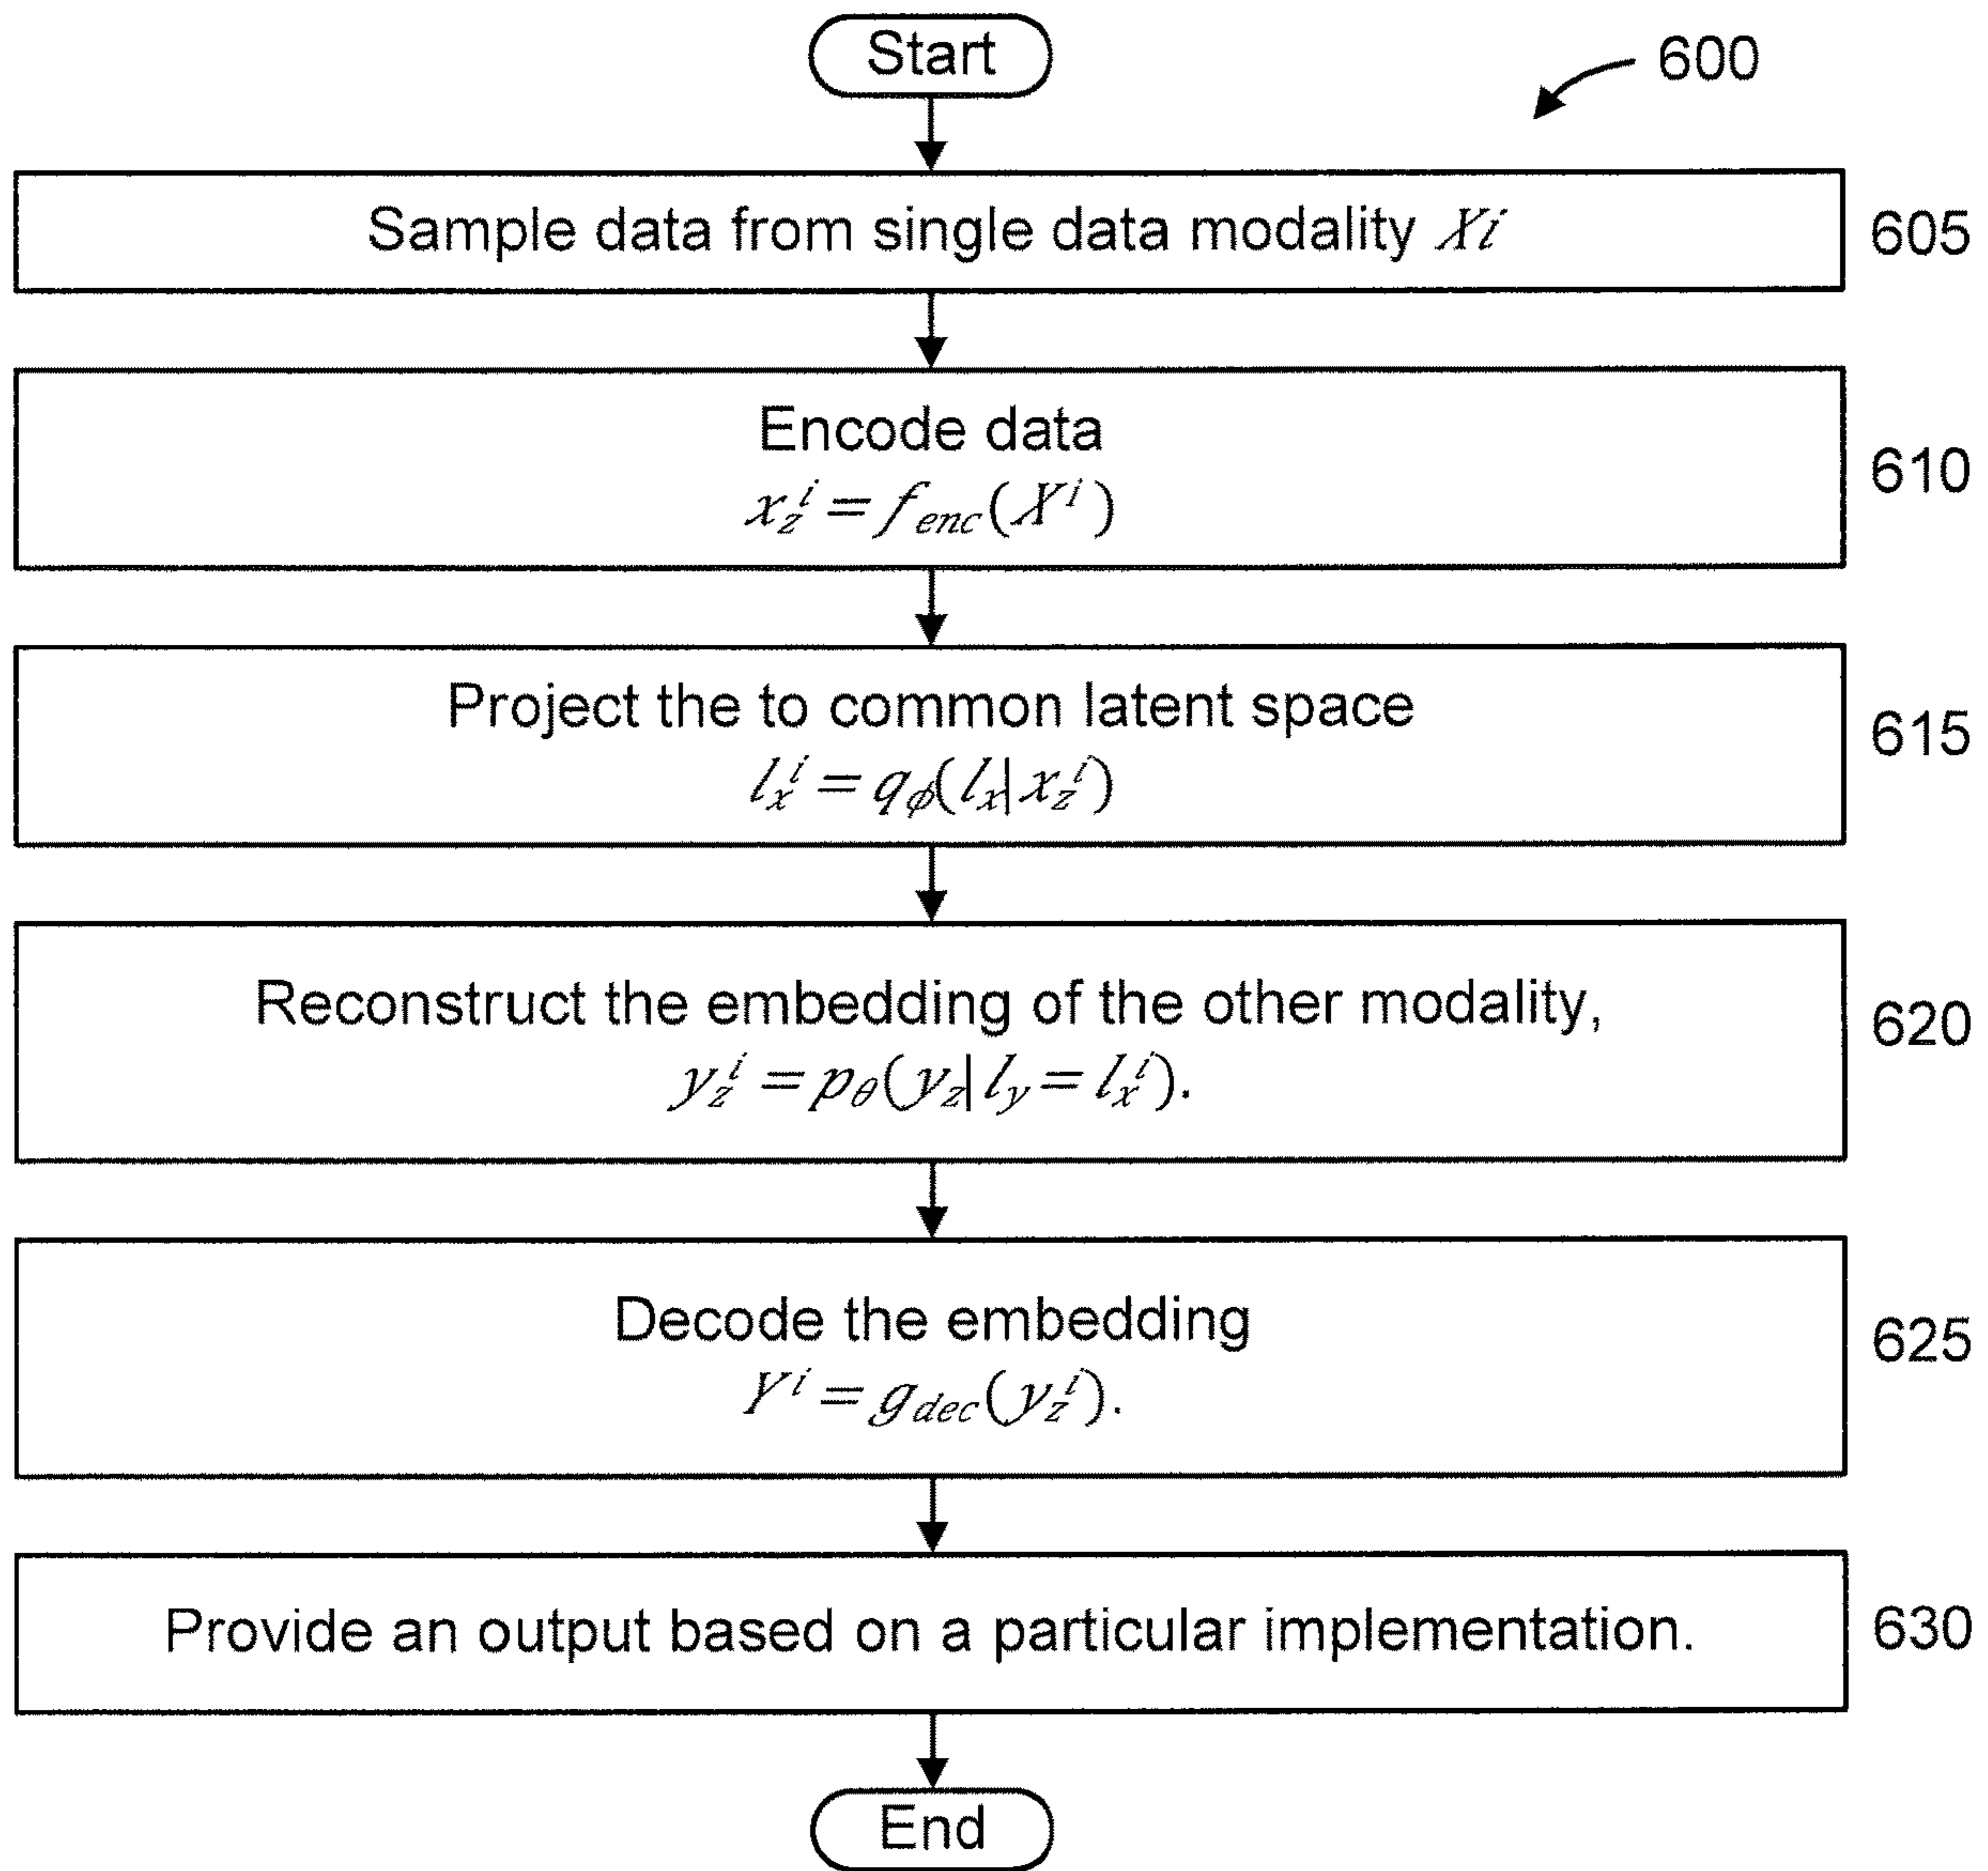 Start
600
Sample data from single data modality Xi
605
Encode data
x_z^i = f_enc(X^i)
610
Project the to common latent space
l_x^i = q_ϕ(l_x|x_z^i)
615
Reconstruct the embedding of the other modality,
y_z^i = p_θ(y_z|l_y = l_x^i).
620
Decode the embedding
Y^i = g_dec(y_z^i).
625
Provide an output based on a particular implementation.
630
End